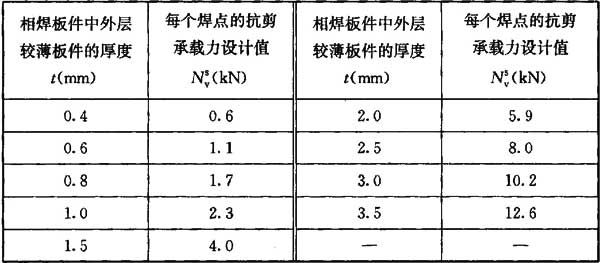 相焊板件中外层
较薄板件的厚度
t(mm)
每个焊点的抗剪
承载力设计值
N^s_v(kN)
相焊板件中外层
较薄板件的厚度
t(mm)
每个焊点的抗剪
承载力设计值
N^s_v(kN)
0.4 0.6 2.0 5.9
0.6 1.1 2.5 8.0
0.8 1.7 3.0 10.2
1.0 2.3 3.5 12.6
1.5 4.0 — —